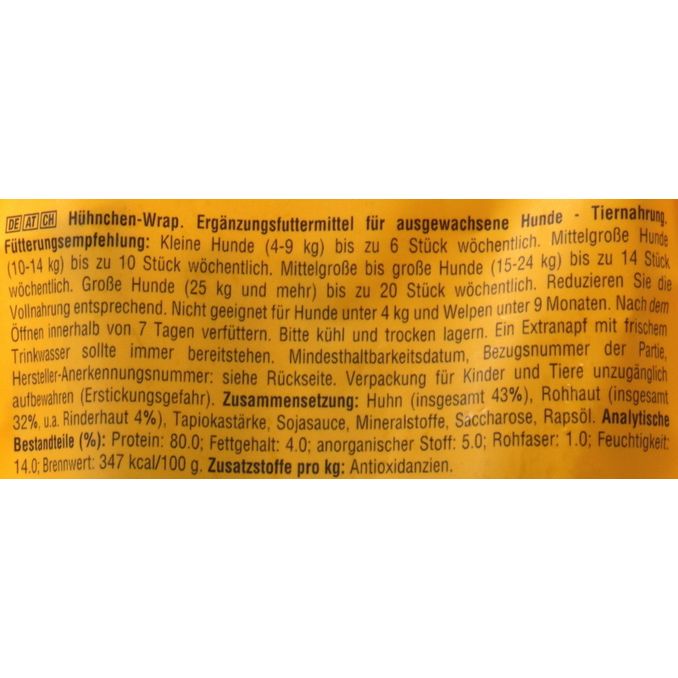 DE AT CH Hühnchen-Wrap. Ergänzungsfuttermittel für ausgewachsene Hunde - Tiernahrung.
Fütterungsempfehlung: Kleine Hunde (4-9 kg) bis zu 6 Stück wöchentlich. Mittelgroße Hunde
(10-14 kg) bis zu 10 Stück wöchentlich. Mittelgroße bis große Hunde (15-24 kg) bis zu 14 Stück
wöchentlich. Große Hunde (25 kg und mehr) bis zu 20 Stück wöchentlich. Reduzieren Sie die
Vollnahrung entsprechend. Nicht geeignet für Hunde unter 4 kg und Welpen unter 9 Monaten. Nach dem
Öffnen innerhalb von 7 Tagen verfüttern. Bitte kühl und trocken lagern. Ein Extranapf mit frischem
Trinkwasser sollte immer bereitstehen. Mindesthaltbarkeitsdatum, Bezugsnummer der Partie,
Hersteller-Anerkennungsnummer: siehe Rückseite. Verpackung für Kinder und Tiere unzugänglich
aufbewahren (Erstickungsgefahr). Zusammensetzung: Huhn (insgesamt 43%), Rohhaut (insgesamt
32%, u.a. Rinderhaut 4%), Tapiokastärke, Sojasauce, Mineralstoffe, Saccharose, Rapsöl. Analytische
Bestandteile (%): Protein: 80.0; Fettgehalt: 4.0; anorganischer Stoff: 5.0; Rohfaser: 1.0; Feuchtigkeit:
14.0; Brennwert: 347 kcal/100 g. Zusatzstoffe pro kg: Antioxidanzien.